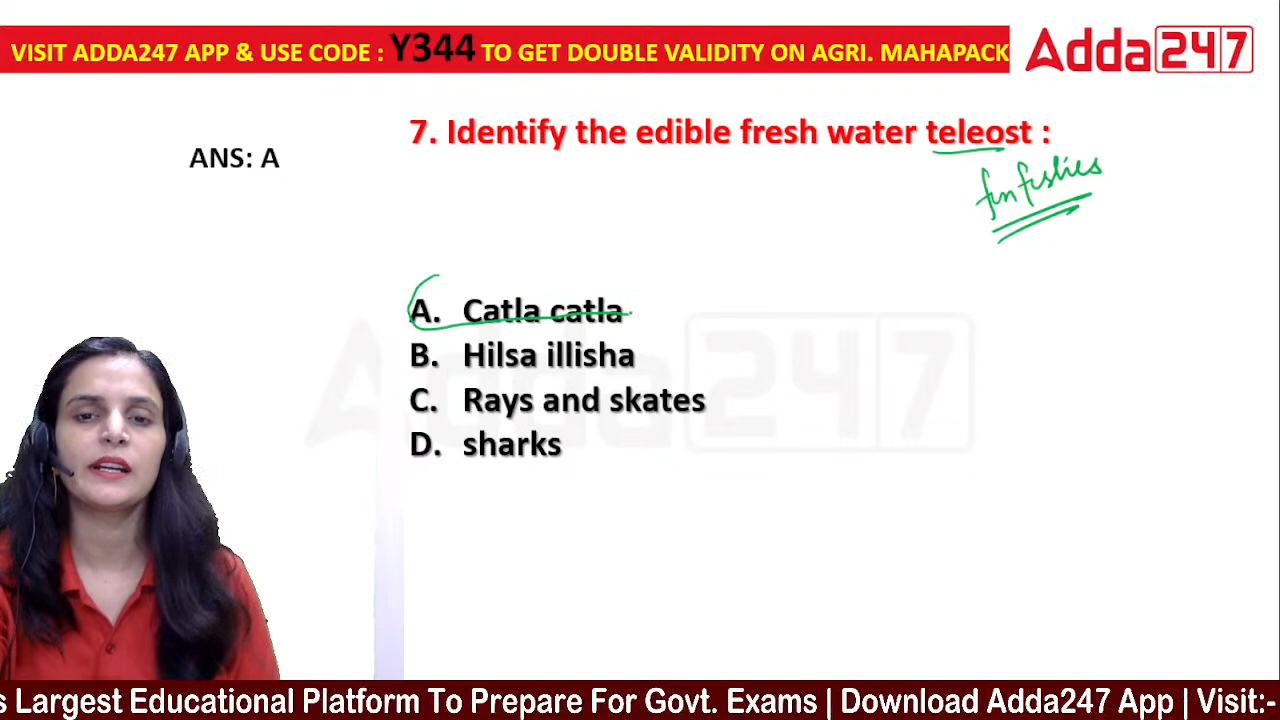 VISIT ADDA247 APP & USE CODE : Y344 TO GET DOUBLE VALIDITY ON AGRI. MAHAPACK
Adda247
7. Identify the edible fresh water teleost :
ANS: A
finfishies
A. Catla catla
B. Hilsa illisha
C. Rays and skates
D. sharks
Adda247
s Largest Educational Platform To Prepare For Govt. Exams | Download Adda247 App | Visit:-